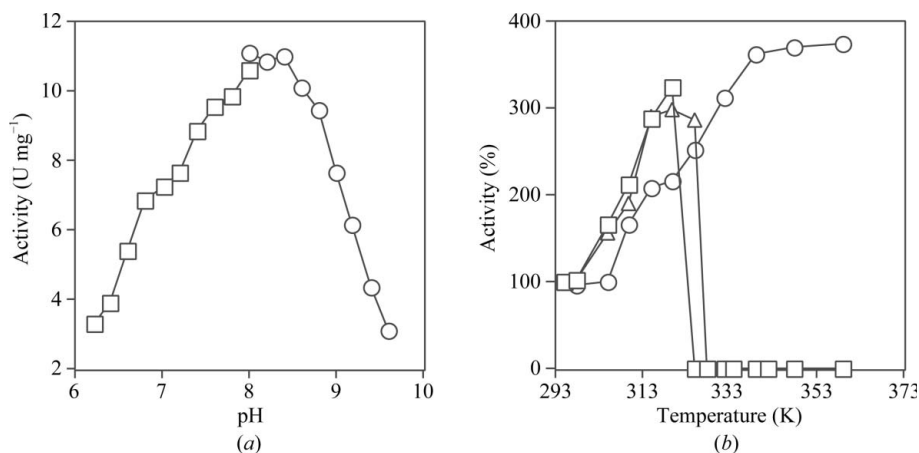 12
10
8
6
4
2
Activity (U mg⁻¹)
6 7 8 9 10
pH
(a)
400
300
200
100
0
Activity (%)
293 313 333 353 373
Temperature (K)
(b)